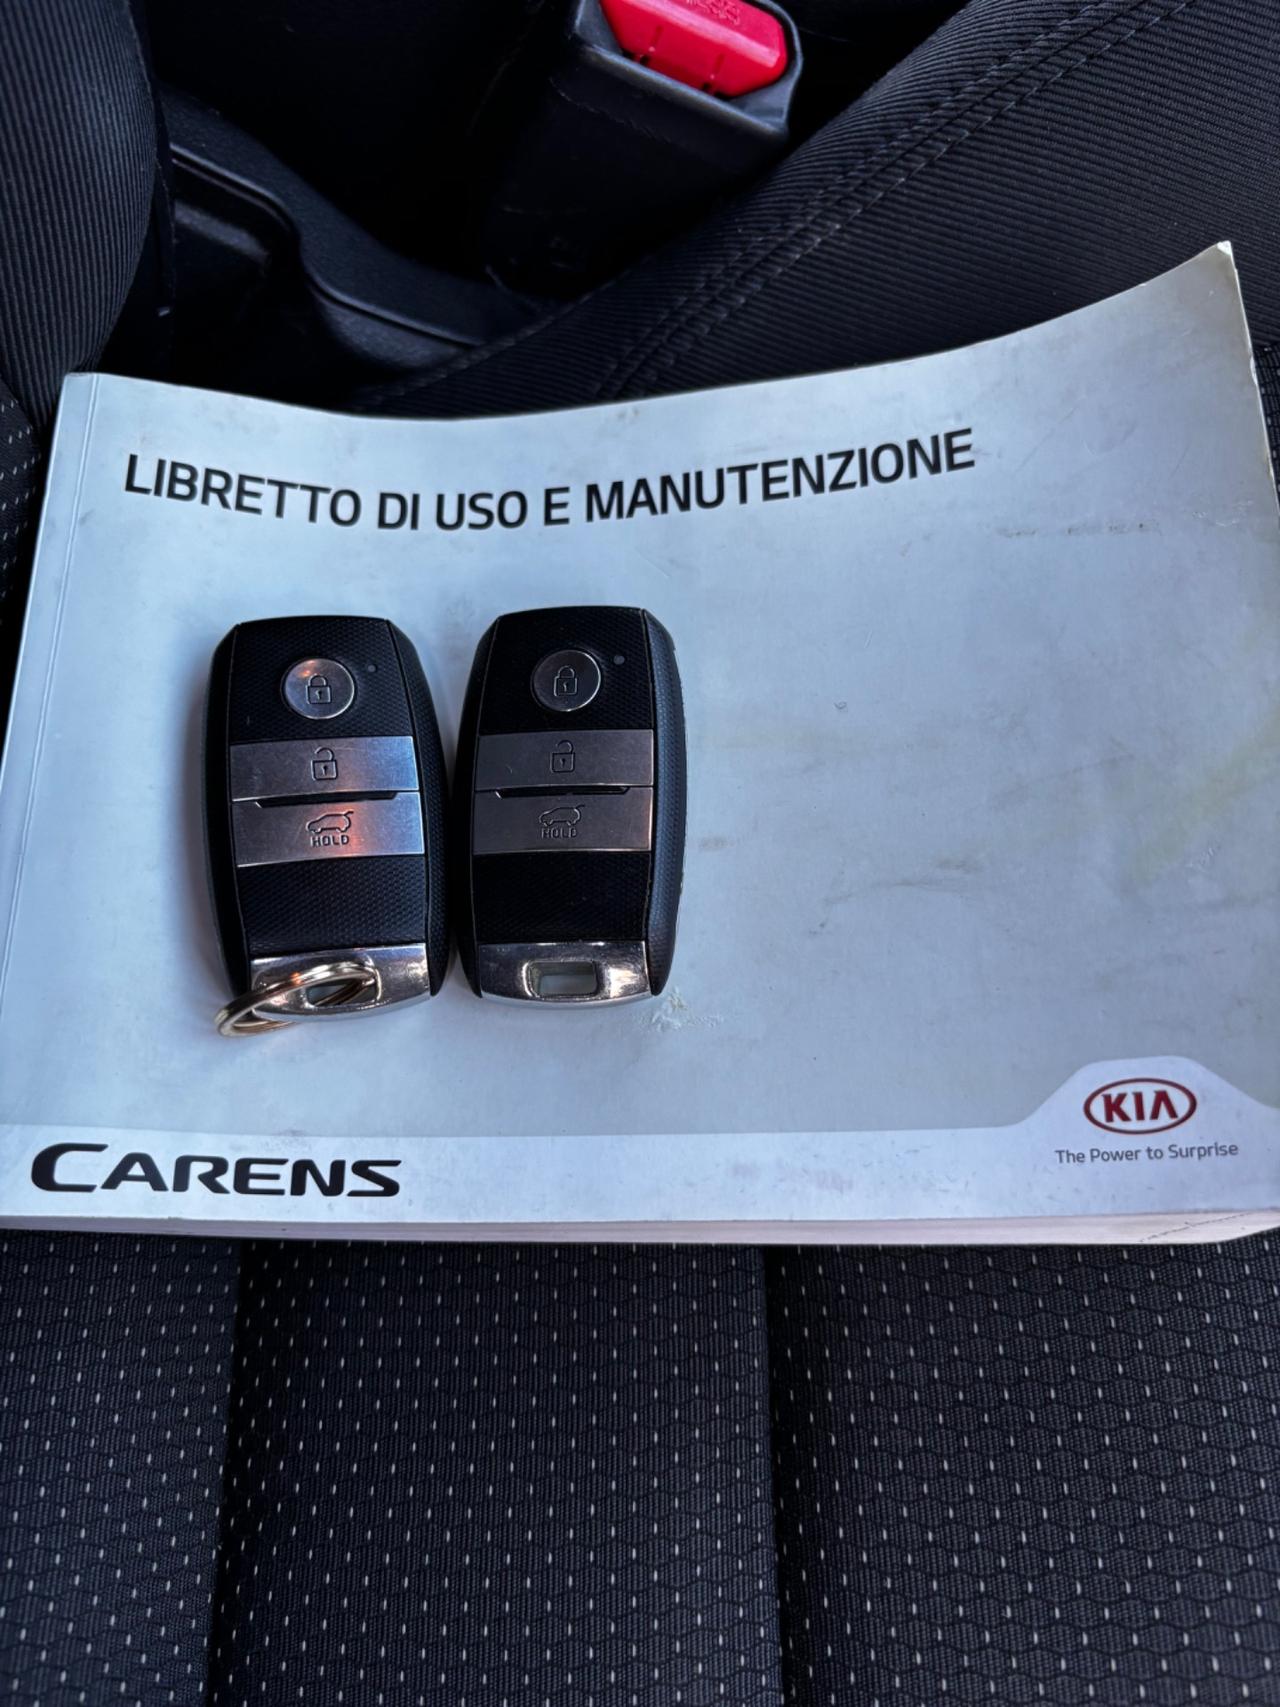 LIBRETTO DI USO E MANUTENZIONE
HOLD
HOLD
KIA
The Power to Surprise
CARENS